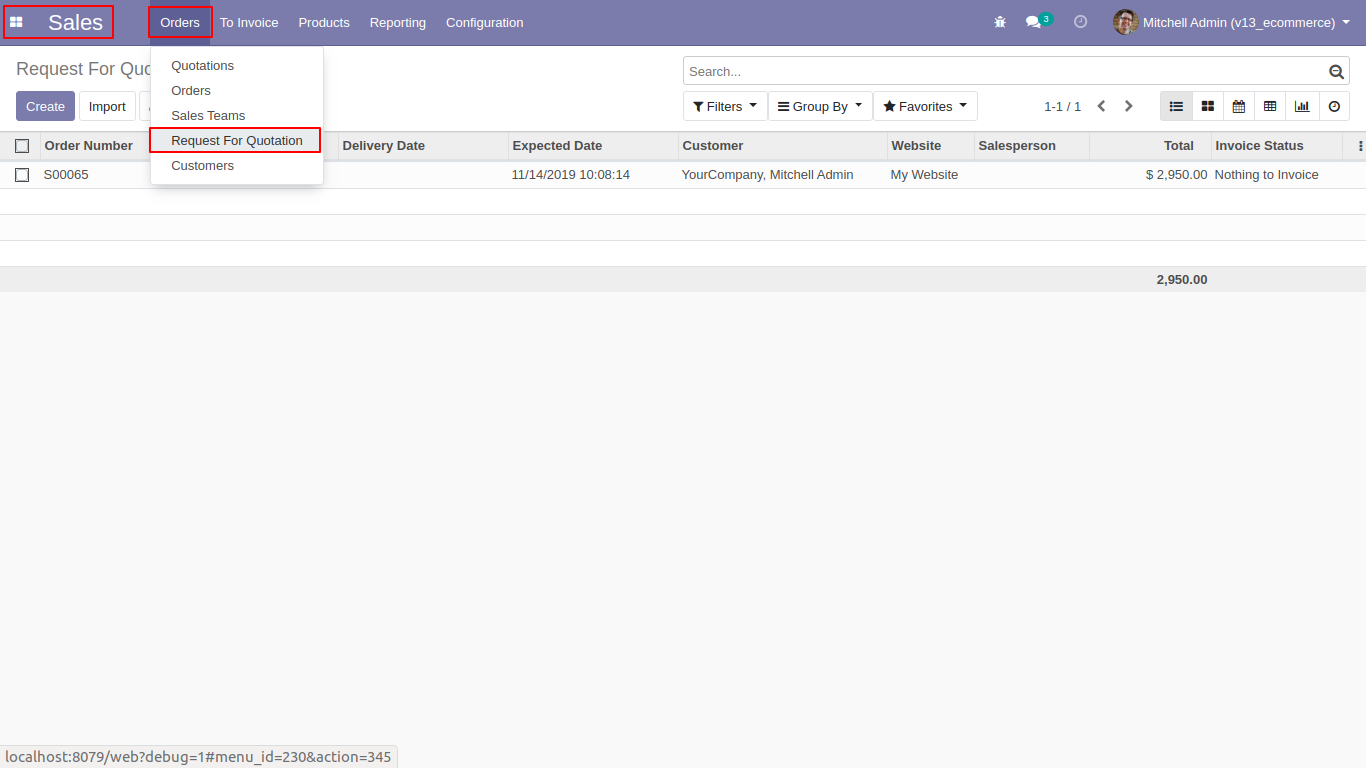 Sales Orders To Invoice Products Reporting Configuration 3 Mitchell Admin (v13_ecommerce)
Request For Quo
Search...
Create Import Filters Group By Favorites 1-1 / 1
Quotations
Orders
Sales Teams
Request For Quotation
Customers
Order Number Delivery Date Expected Date Customer Website Salesperson Total Invoice Status
S00065 11/14/2019 10:08:14 YourCompany, Mitchell Admin My Website $ 2,950.00 Nothing to Invoice
2,950.00
localhost:8079/web?debug=1#menu_id=230&action=345